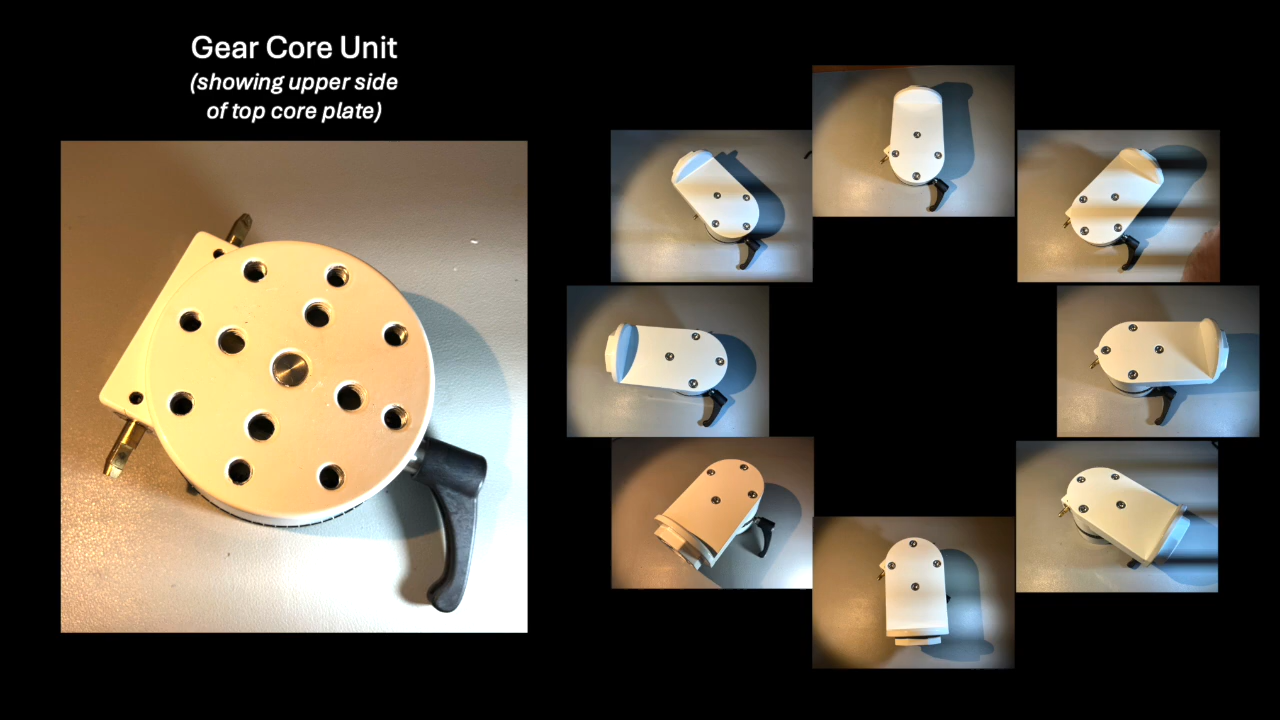 Gear Core Unit
(showing upper side
of top core plate)